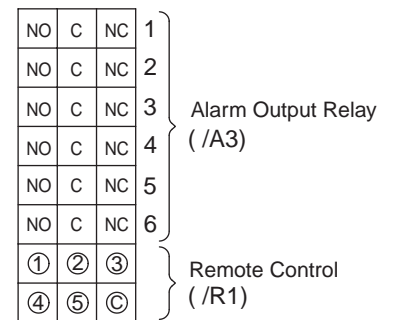 NO C NC 1
NO C NC 2
NO C NC 3
NO C NC 4
NO C NC 5
NO C NC 6
Alarm Output Relay
( /A3)
① ② ③
④ ⑤ Ⓒ
Remote Control
( /R1)